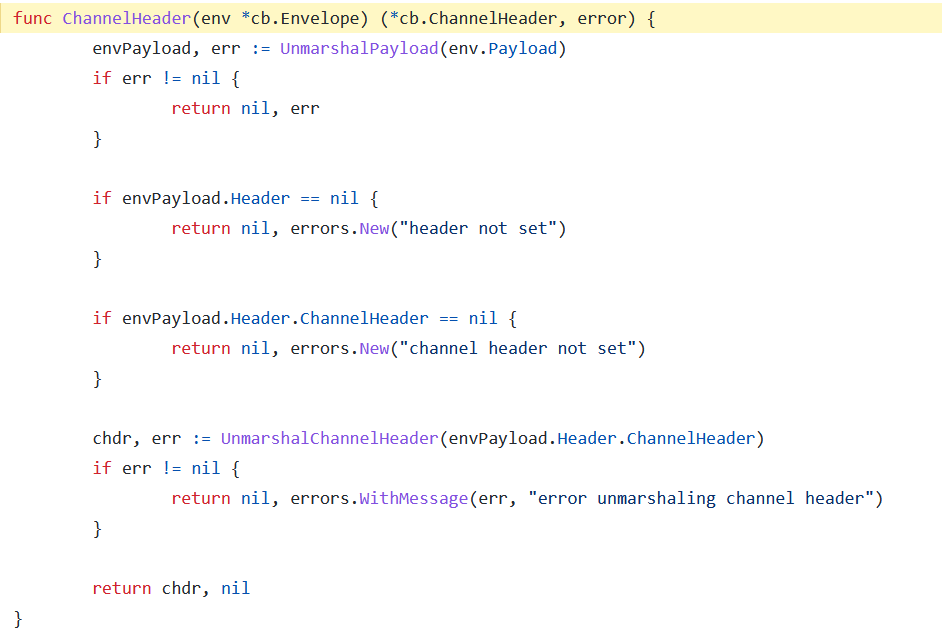 func ChannelHeader(env *cb.Envelope) (*cb.ChannelHeader, error) {
        envPayload, err := UnmarshalPayload(env.Payload)
        if err != nil {
                return nil, err
        }

        if envPayload.Header == nil {
                return nil, errors.New("header not set")
        }

        if envPayload.Header.ChannelHeader == nil {
                return nil, errors.New("channel header not set")
        }

        chdr, err := UnmarshalChannelHeader(envPayload.Header.ChannelHeader)
        if err != nil {
                return nil, errors.WithMessage(err, "error unmarshaling channel header")
        }

        return chdr, nil
}